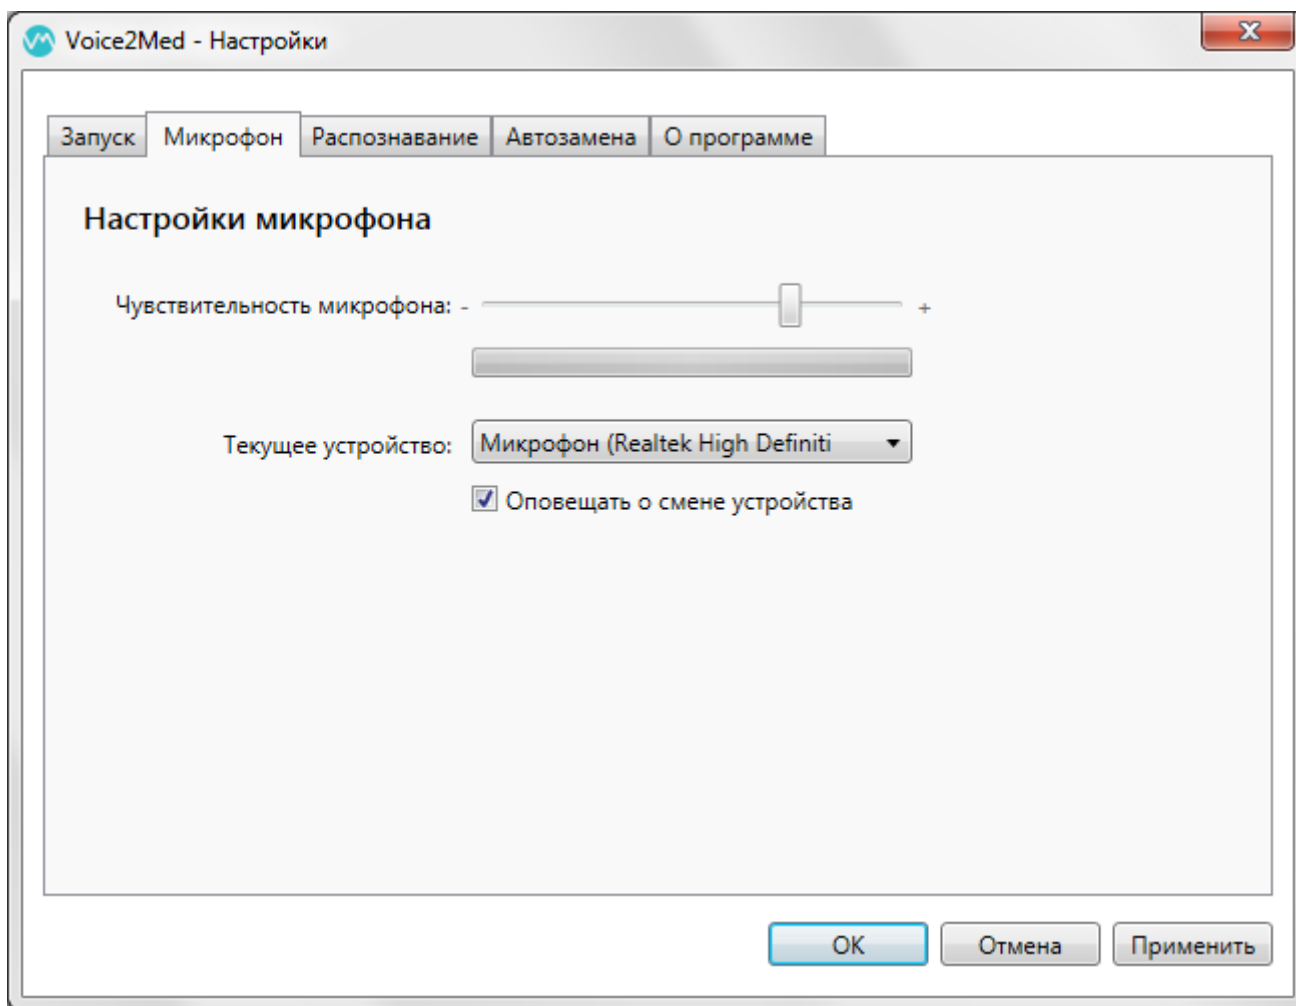 Voice2Med - Настройки
Запуск Микрофон Распознавание Автозамена О программе
Настройки микрофона
Чувствительность микрофона: - +
Текущее устройство: Микрофон (Realtek High Definiti
Оповещать о смене устройства
OK Отмена Применить